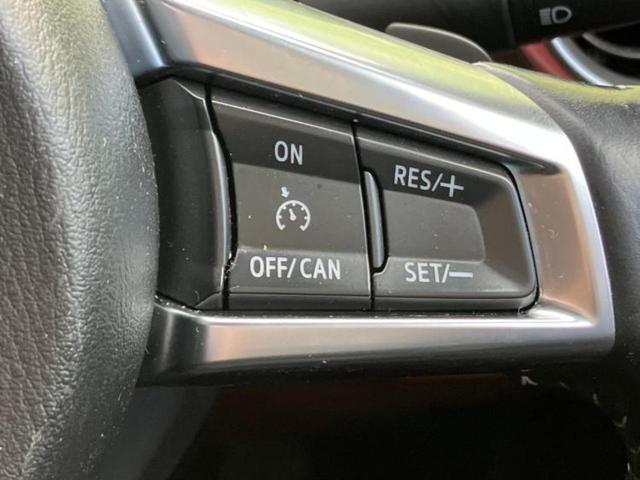 ON
OFF/CAN
RES/+
SET/—